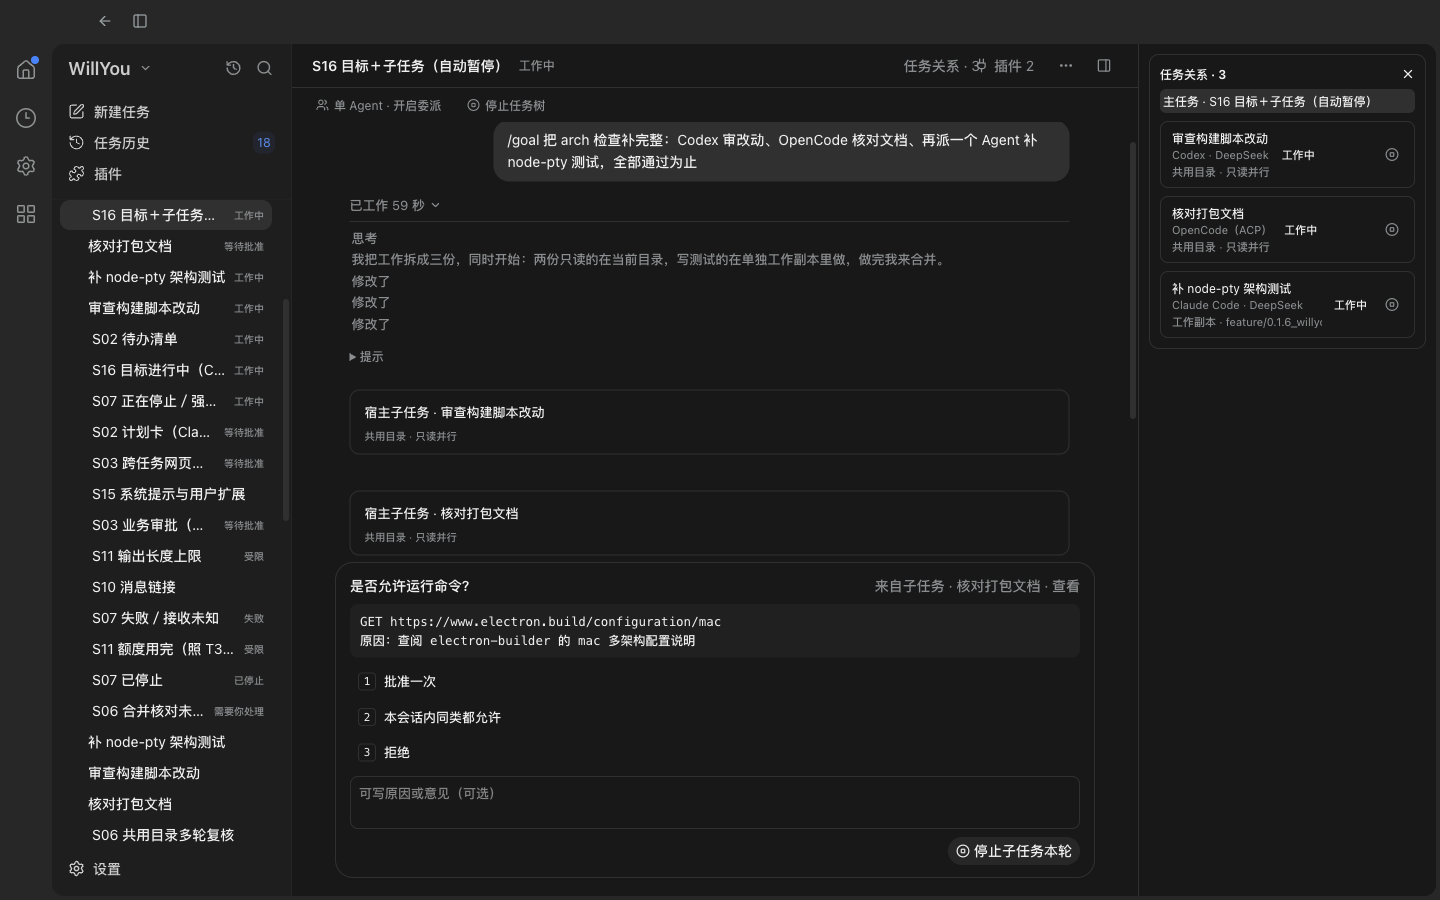 WillYou
新建任务
任务历史
18
插件
S16 目标＋子任务... 工作中
核对打包文档 等待批准
补 node-pty 架构测试 工作中
审查构建脚本改动 工作中
S02 待办清单 工作中
S16 目标进行中（C... 工作中
S07 正在停止 / 强... 工作中
S02 计划卡（Cla... 等待批准
S03 跨任务网页... 等待批准
S15 系统提示与用户扩展
S03 业务审批（... 等待批准
S11 输出长度上限 受限
S10 消息链接
S07 失败 / 接收未知 失败
S11 额度用完（照 T3... 受限
S07 已停止 已停止
S06 合并核对未... 需要你处理
补 node-pty 架构测试
审查构建脚本改动
核对打包文档
S06 共用目录多轮复核
设置
S16 目标＋子任务（自动暂停） 工作中
任务关系 · 3 插件 2
单 Agent · 开启委派 停止任务树
/goal 把 arch 检查补完整：Codex 审改动、OpenCode 核对文档、再派一个 Agent 补
node-pty 测试，全部通过为止
已工作 59 秒
思考
我把工作拆成三份，同时开始：两份只读的在当前目录，写测试的在单独工作副本里做，做完我来合并。
修改了
修改了
修改了
提示
宿主子任务 · 审查构建脚本改动
共用目录 · 只读并行
宿主子任务 · 核对打包文档
共用目录 · 只读并行
是否允许运行命令？ 来自子任务 · 核对打包文档 · 查看
GET https://www.electron.build/configuration/mac
原因：查阅 electron-builder 的 mac 多架构配置说明
1 批准一次
2 本会话内同类都允许
3 拒绝
可写原因或意见（可选）
停止子任务本轮
任务关系 · 3
主任务 · S16 目标＋子任务（自动暂停）
审查构建脚本改动
Codex · DeepSeek 工作中
共用目录 · 只读并行
核对打包文档
OpenCode（ACP） 工作中
共用目录 · 只读并行
补 node-pty 架构测试
Claude Code · DeepSeek 工作中
工作副本 · feature/0.1.6_willy